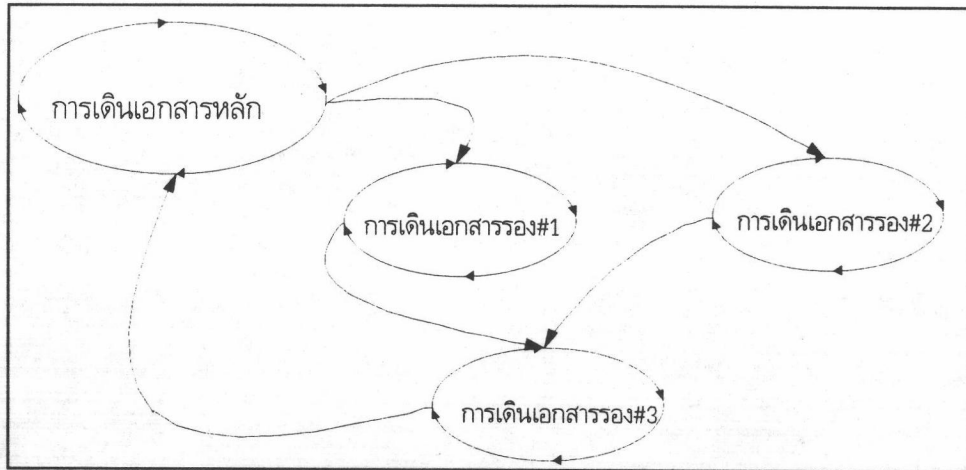 การเดินเอกสารหลัก
การเดินเอกสารรอง#1
การเดินเอกสารรอง#2
การเดินเอกสารรอง#3